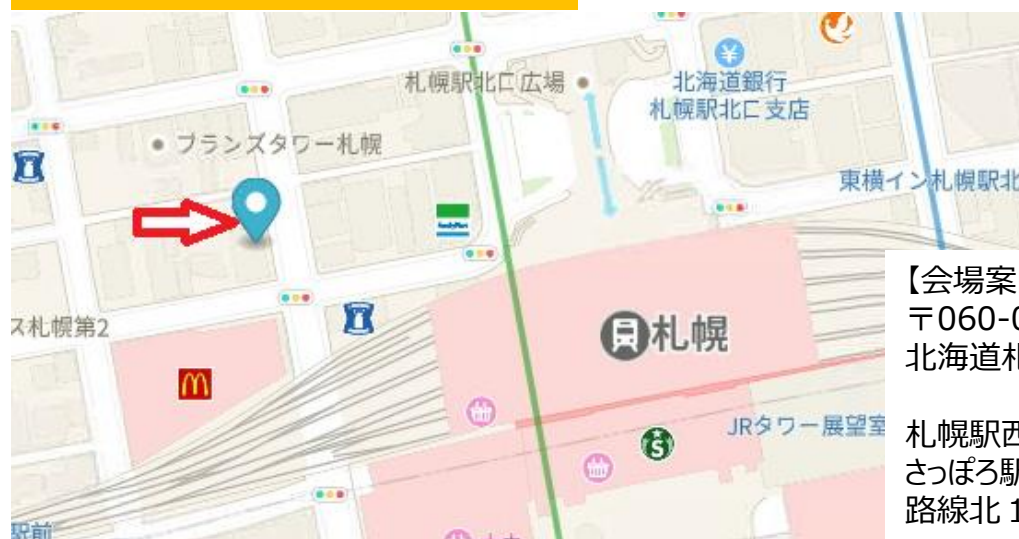 札幌駅北口広場
北海道銀行
札幌駅北口支店
ブランズタワー札幌
東横イン札幌駅北
FamilyMart
【会場案
〒060-0
北海道札
ス札幌第2
札幌
JRタワー展望室
札幌駅西
さっぽろ駅
路線北 1
駅前